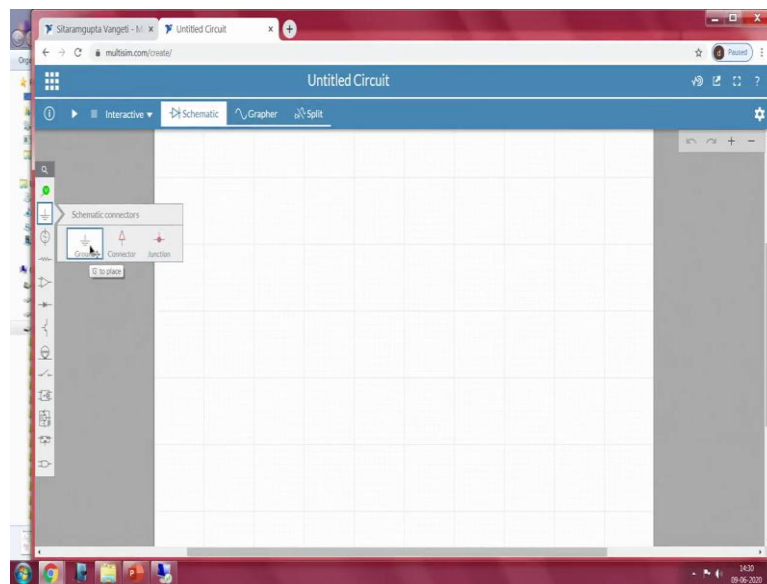 Sitaramgupta Vangeti - M x
Untitled Circuit x
multisim.com/create/
Paused
Untitled Circuit
Interactive
Schematic
Grapher
Split
Schematic connectors
Ground
Connector
Junction
'G' to place
14:30
09-06-2020